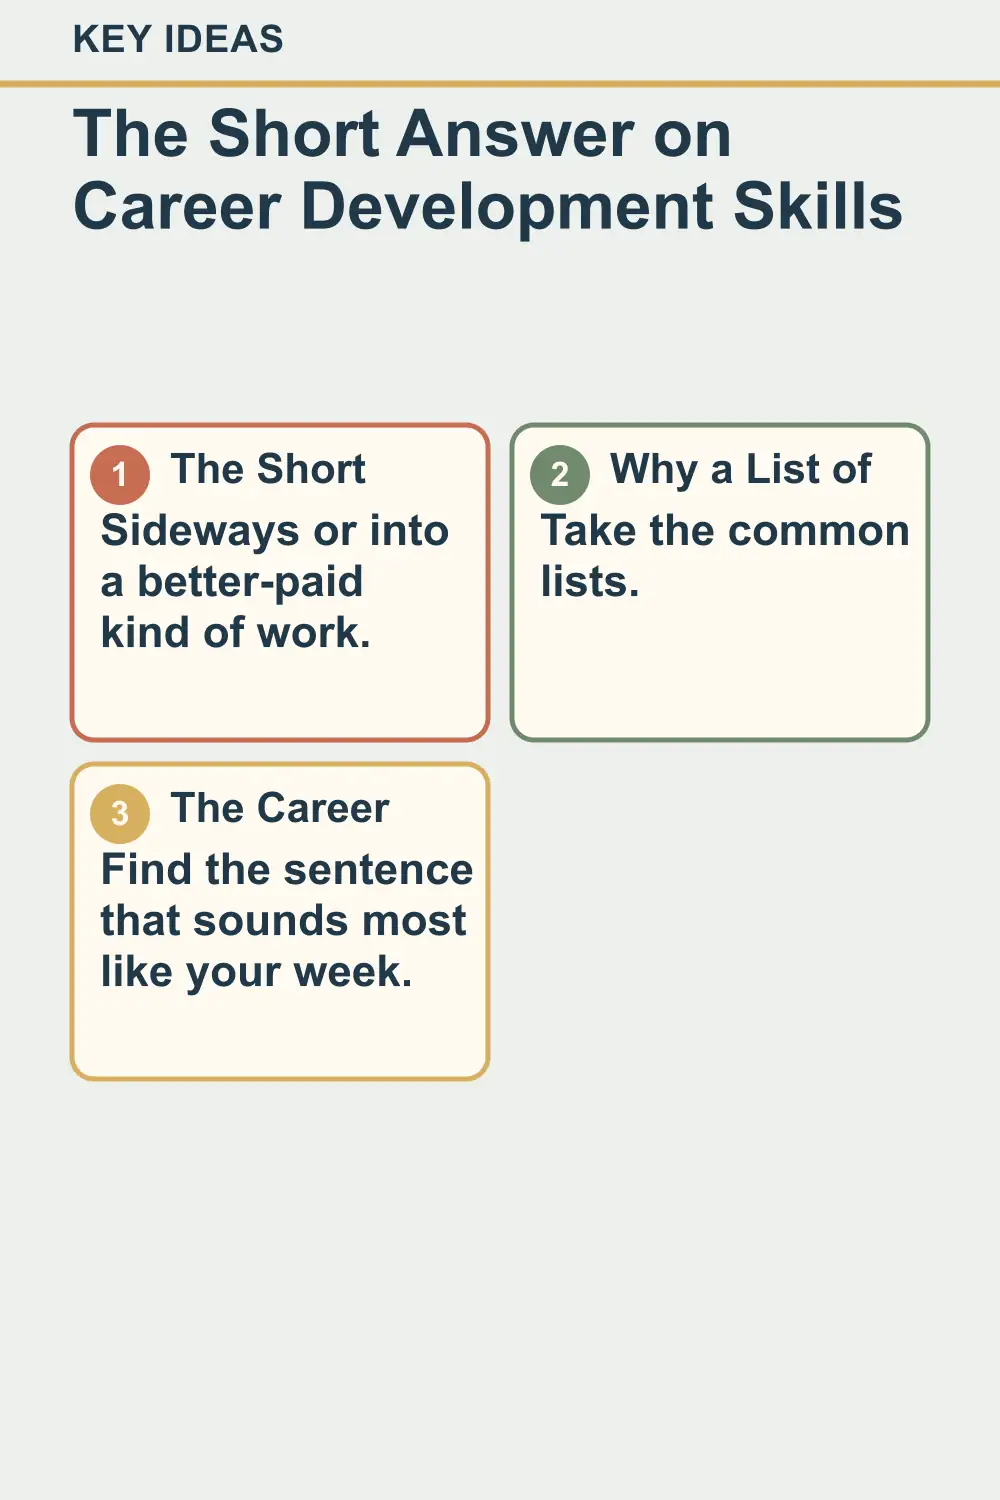 KEY IDEAS
The Short Answer on
Career Development Skills
1 The Short
Sideways or into
a better-paid
kind of work.
2 Why a List of
Take the common
lists.
3 The Career
Find the sentence
that sounds most
like your week.